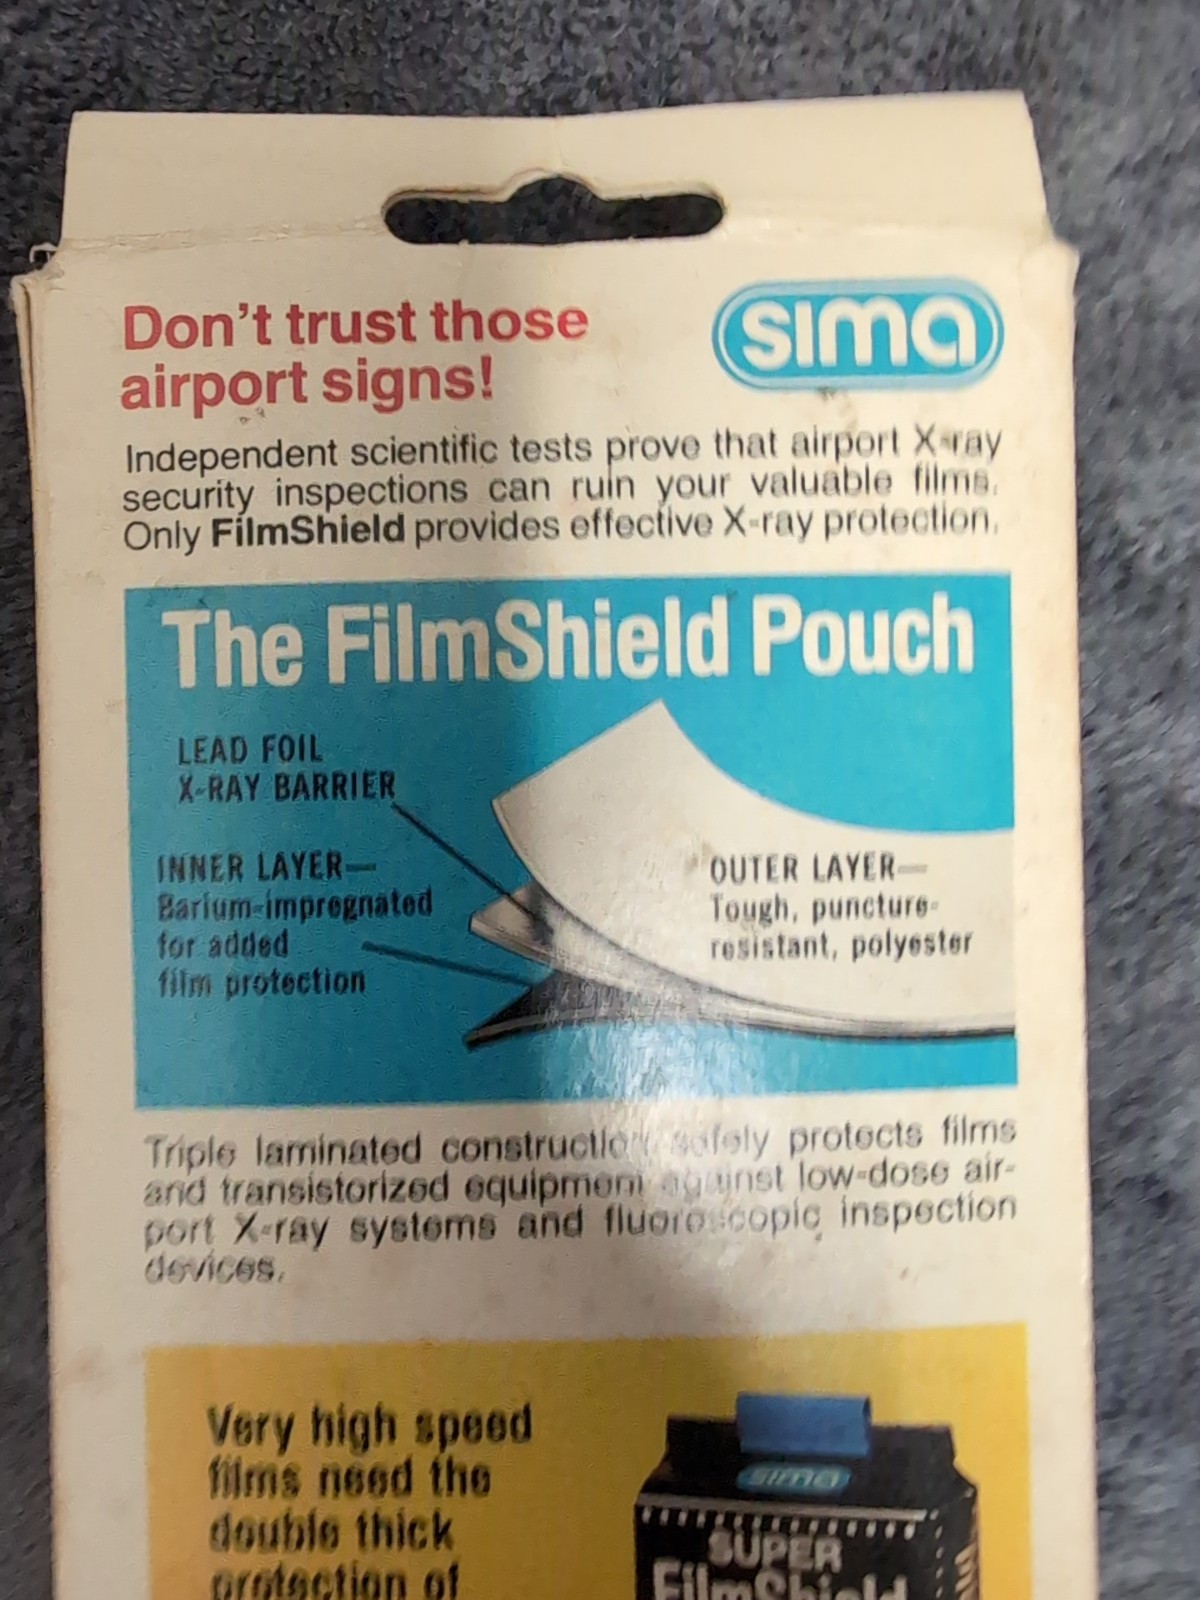 Don't trust those
airport signs!
sima
Independent scientific tests prove that airport X-ray
security inspections can ruin your valuable films.
Only FilmShield provides effective X-ray protection.
The FilmShield Pouch
LEAD FOIL
X-RAY BARRIER
INNER LAYER—
Barium-impregnated
for added
film protection
OUTER LAYER—
Tough, puncture-
resistant, polyester
Triple laminated construction safely protects films
and transistorized equipment against low-dose air-
port X-ray systems and fluoroscopic inspection
devices.
Very high speed
films need the
double thick
protection of
sima
SUPER
FilmShield